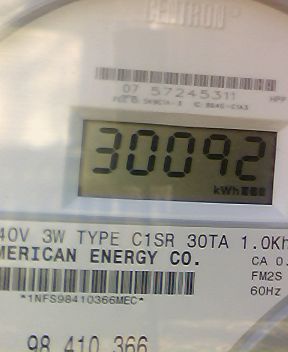 CENTRON
07 57245311
30092
kWh
40V 3W TYPE C1SR 30TA 1.0Kh
MERICAN ENERGY CO.
CA 0.
FM2S
60Hz
*1NFS98410366MEC*
98 410 366